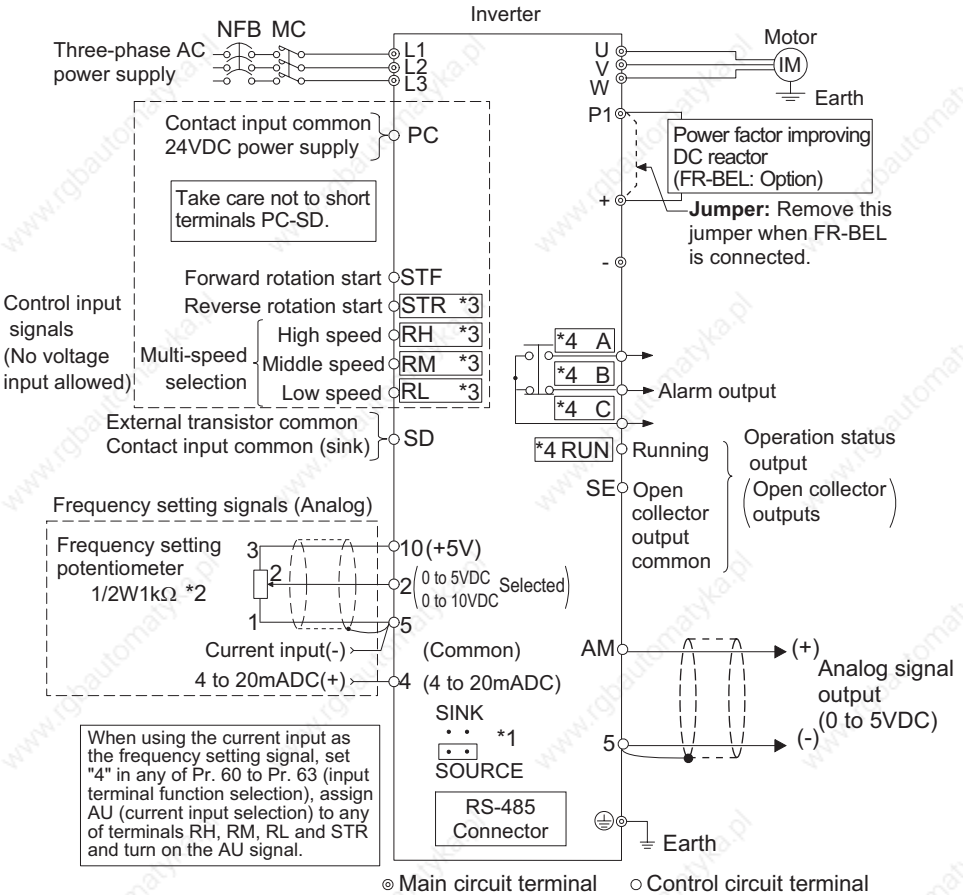 Inverter
NFB MC
Three-phase AC
power supply
L1
L2
L3
U
V
W
Motor
IM
Earth
P1
Power factor improving
DC reactor
(FR-BEL: Option)
+
Jumper: Remove this
jumper when FR-BEL
is connected.
-
Contact input common
24VDC power supply
PC
Take care not to short
terminals PC-SD.
Control input
signals
(No voltage
input allowed)
Forward rotation start
STF
Reverse rotation start
STR *3
Multi-speed
selection
High speed
RH *3
Middle speed
RM *3
Low speed
RL *3
External transistor common
Contact input common (sink)
SD
*4 A
*4 B
*4 C
Alarm output
*4 RUN
Running
SE
Open
collector
output
common
Operation status
output
(Open collector
outputs)
Frequency setting signals (Analog)
Frequency setting
potentiometer
1/2W1kΩ *2
3
2
1
10(+5V)
2
(0 to 5VDC
0 to 10VDC
Selected)
5
(Common)
Current input(-)
4 to 20mADC(+)
4
(4 to 20mADC)
AM
(+)
Analog signal
output
(0 to 5VDC)
5
(-)
SINK
*1
SOURCE
RS-485
Connector
When using the current input as
the frequency setting signal, set
"4" in any of Pr. 60 to Pr. 63 (input
terminal function selection), assign
AU (current input selection) to any
of terminals RH, RM, RL and STR
and turn on the AU signal.
Earth
Main circuit terminal
Control circuit terminal
www.rgbautomatyka.pl